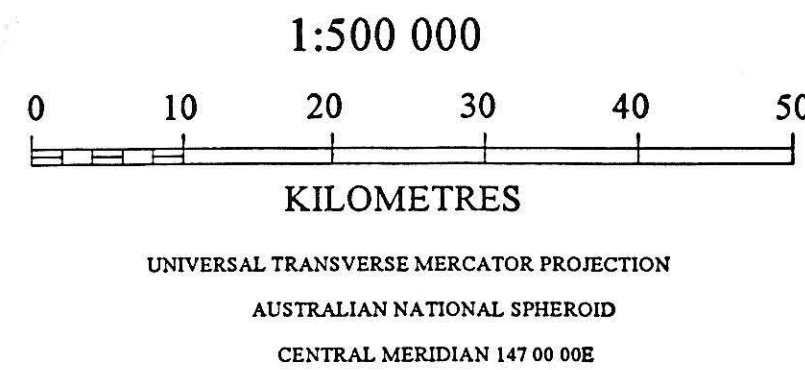 1:500 000
0 10 20 30 40 50
KILOMETRES
UNIVERSAL TRANSVERSE MERCATOR PROJECTION
AUSTRALIAN NATIONAL SPHEROID
CENTRAL MERIDIAN 147 00 00E